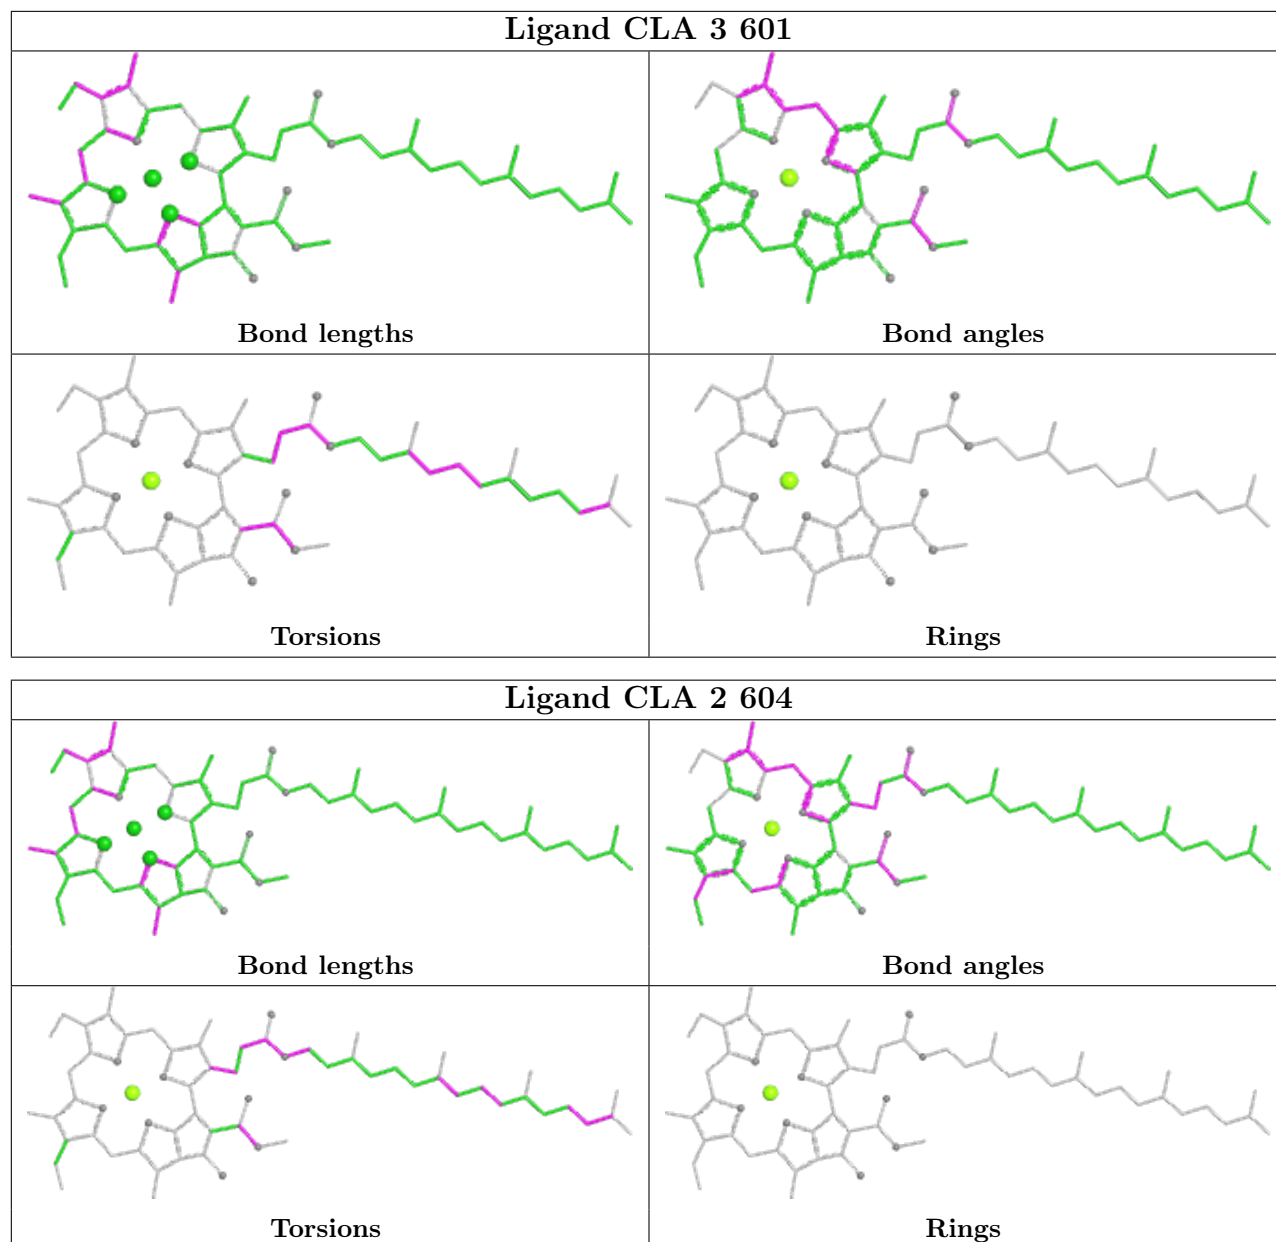 Ligand CLA 3 601
Bond lengths
Bond angles
Torsions
Rings
Ligand CLA 2 604
Bond lengths
Bond angles
Torsions
Rings